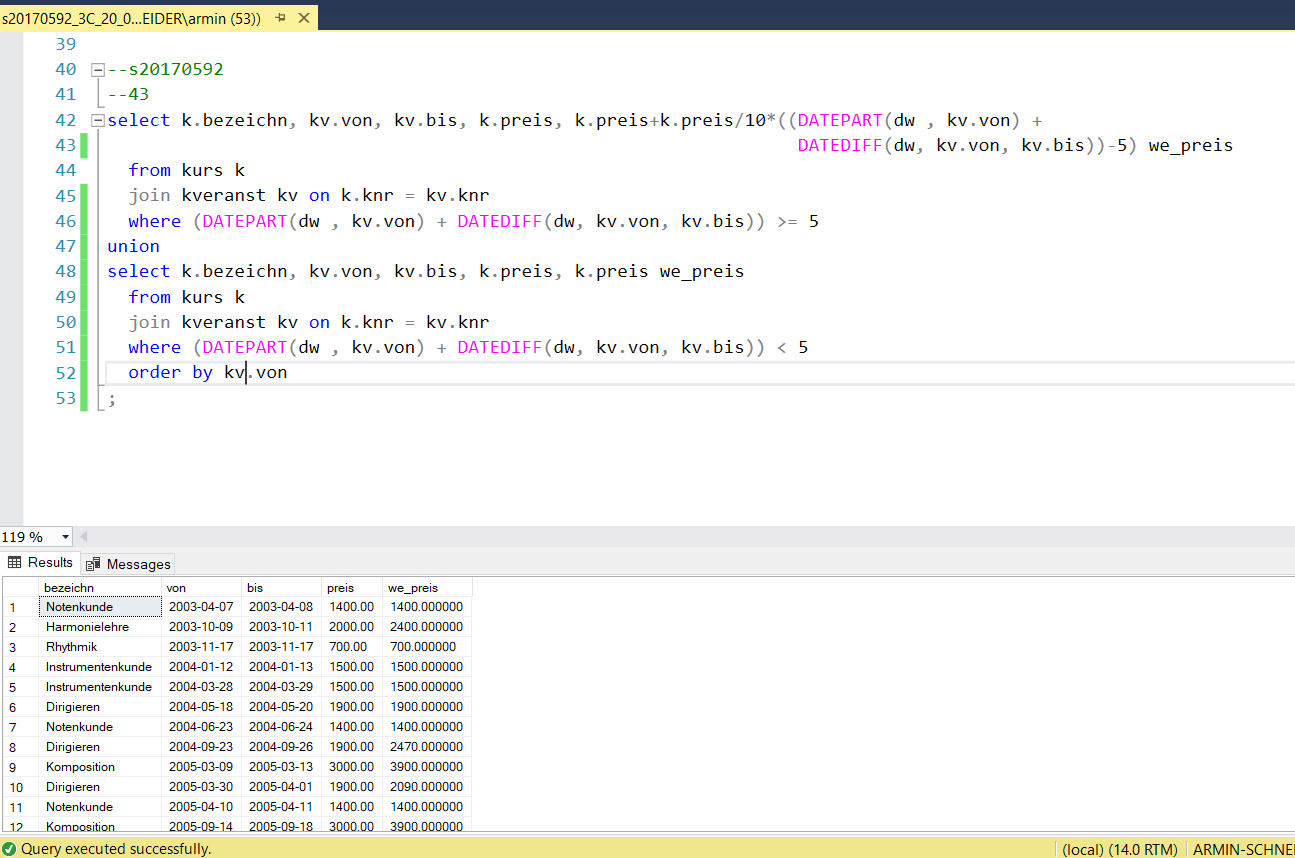 s20170592_3C_20_0...EIDER\armin (53))
39
40 --s20170592
41 --43
42 select k.bezeichn, kv.von, kv.bis, k.preis, k.preis+k.preis/10*((DATEPART(dw , kv.von) +
43 DATEDIFF(dw, kv.von, kv.bis))-5) we_preis
44 from kurs k
45 join kveranst kv on k.knr = kv.knr
46 where (DATEPART(dw , kv.von) + DATEDIFF(dw, kv.von, kv.bis)) >= 5
47 union
48 select k.bezeichn, kv.von, kv.bis, k.preis, k.preis we_preis
49 from kurs k
50 join kveranst kv on k.knr = kv.knr
51 where (DATEPART(dw , kv.von) + DATEDIFF(dw, kv.von, kv.bis)) < 5
52 order by kv.von
53 ;
119 %
Results Messages
bezeichn von bis preis we_preis
1 Notenkunde 2003-04-07 2003-04-08 1400.00 1400.000000
2 Harmonielehre 2003-10-09 2003-10-11 2000.00 2400.000000
3 Rhythmik 2003-11-17 2003-11-17 700.00 700.000000
4 Instrumentenkunde 2004-01-12 2004-01-13 1500.00 1500.000000
5 Instrumentenkunde 2004-03-28 2004-03-29 1500.00 1500.000000
6 Dirigieren 2004-05-18 2004-05-20 1900.00 1900.000000
7 Notenkunde 2004-06-23 2004-06-24 1400.00 1400.000000
8 Dirigieren 2004-09-23 2004-09-26 1900.00 2470.000000
9 Komposition 2005-03-09 2005-03-13 3000.00 3900.000000
10 Dirigieren 2005-03-30 2005-04-01 1900.00 2090.000000
11 Notenkunde 2005-04-10 2005-04-11 1400.00 1400.000000
12 Komposition 2005-09-14 2005-09-18 3000.00 3900.000000
Query executed successfully. (local) (14.0 RTM) ARMIN-SCHNEI